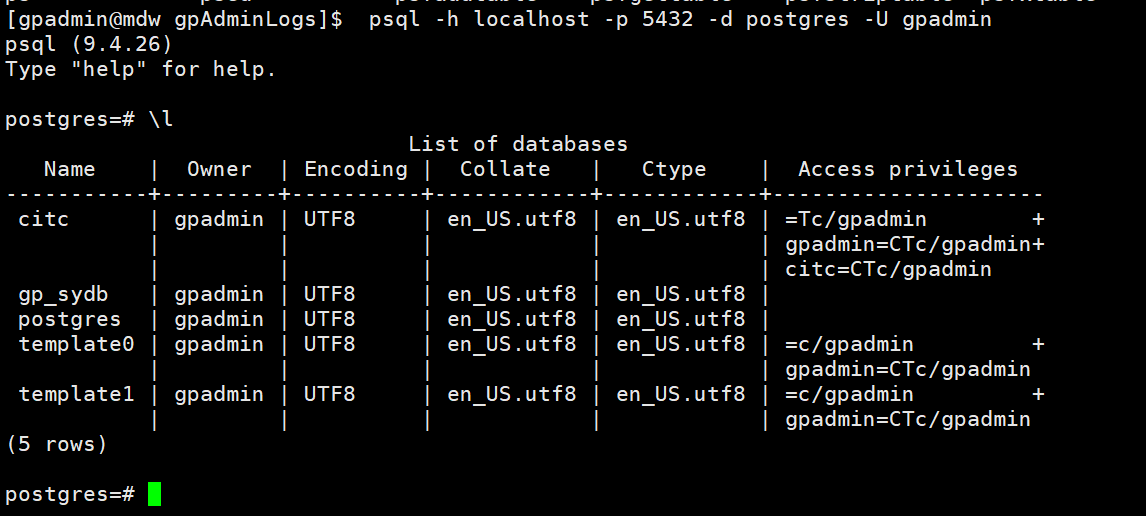 [gpadmin@mdw gpAdminLogs]$  psql -h localhost -p 5432 -d postgres -U gpadmin
psql (9.4.26)
Type "help" for help.
postgres=# \l
                               List of databases
   Name    |  Owner  | Encoding |  Collate   |   Ctype    |  Access privileges
-----------+---------+----------+------------+------------+---------------------
 citc      | gpadmin | UTF8     | en_US.utf8 | en_US.utf8 | =Tc/gpadmin        +
           |         |          |            |            | gpadmin=CTc/gpadmin+
           |         |          |            |            | citc=CTc/gpadmin
 gp_sydb   | gpadmin | UTF8     | en_US.utf8 | en_US.utf8 |
 postgres  | gpadmin | UTF8     | en_US.utf8 | en_US.utf8 |
 template0 | gpadmin | UTF8     | en_US.utf8 | en_US.utf8 | =c/gpadmin         +
           |         |          |            |            | gpadmin=CTc/gpadmin
 template1 | gpadmin | UTF8     | en_US.utf8 | en_US.utf8 | =c/gpadmin         +
           |         |          |            |            | gpadmin=CTc/gpadmin
(5 rows)
postgres=#